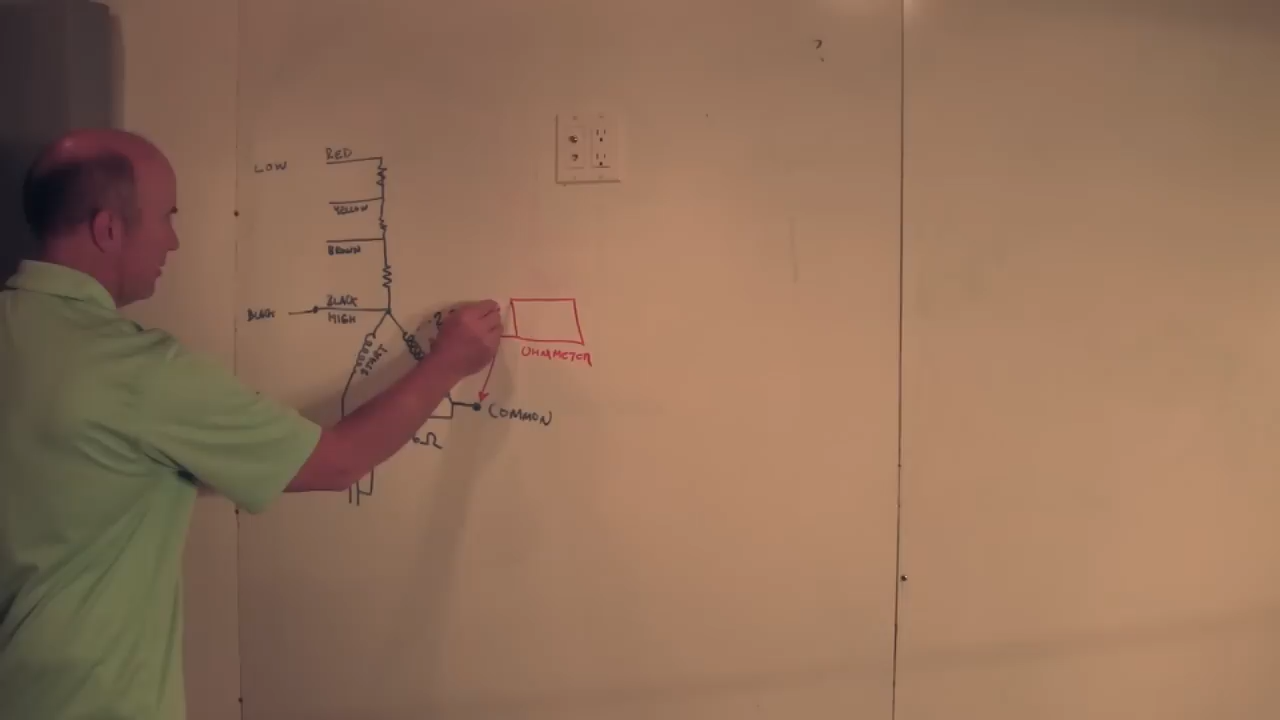 LOW
RED
YELLOW
BROWN
BLACK
BLACK
HIGH
START
OHMMETER
COMMON